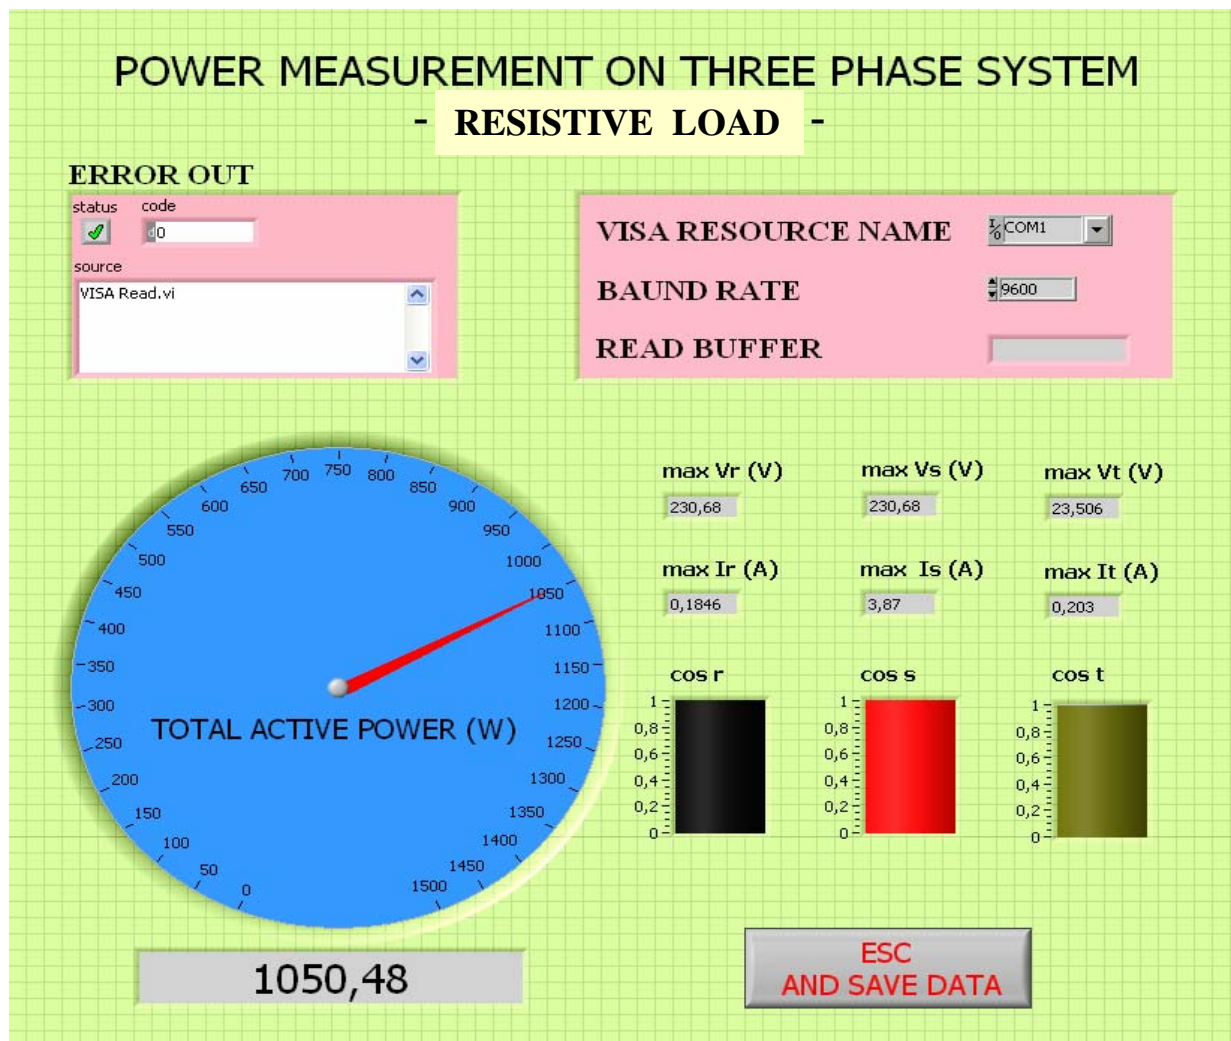 POWER MEASUREMENT ON THREE PHASE SYSTEM
- RESISTIVE LOAD -
ERROR OUT
status code
d0
source
VISA Read.vi
VISA RESOURCE NAME
I/O COM1
BAUND RATE
9600
READ BUFFER
0
50
100
150
200
250
300
350
400
450
500
550
600
650
700
750
800
850
900
950
1000
1050
1100
1150
1200
1250
1300
1350
1400
1450
1500
TOTAL ACTIVE POWER (W)
1050,48
max Vr (V) max Vs (V) max Vt (V)
230,68 230,68 23,506
max Ir (A) max Is (A) max It (A)
0,1846 3,87 0,203
cos r cos s cos t
1 1 1
0,8 0,8 0,8
0,6 0,6 0,6
0,4 0,4 0,4
0,2 0,2 0,2
0 0 0
ESC
AND SAVE DATA